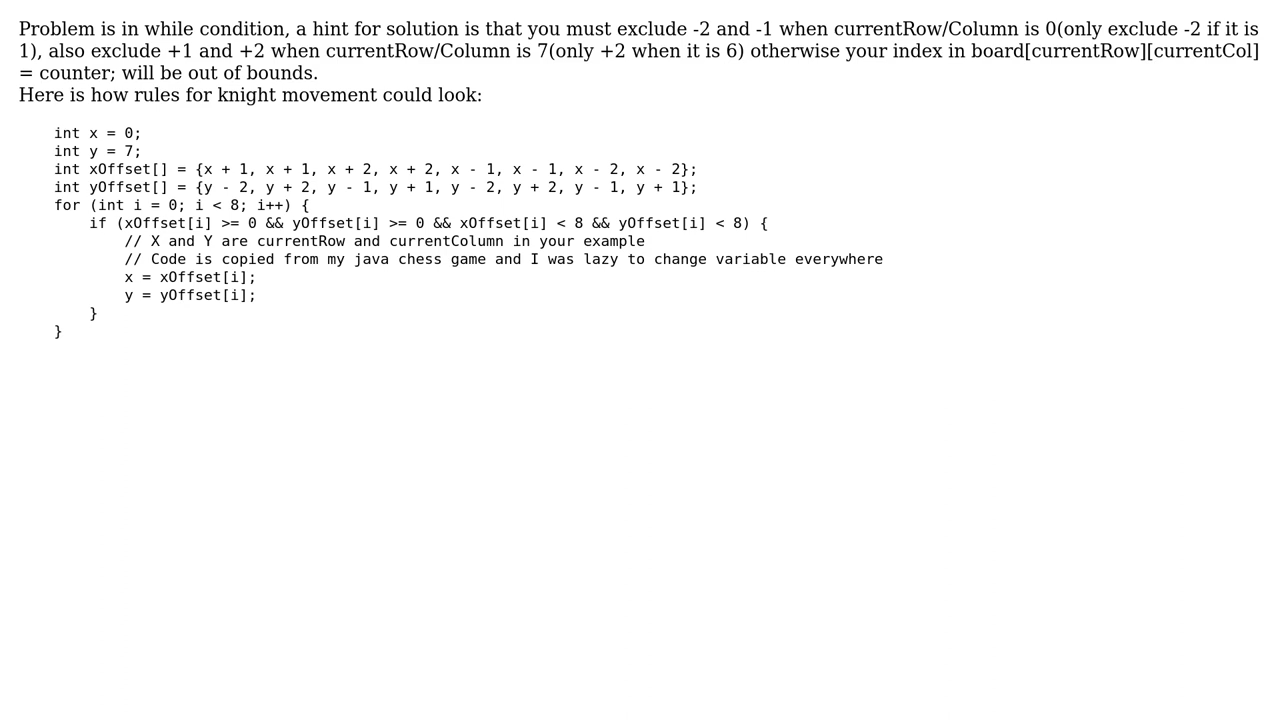 Problem is in while condition, a hint for solution is that you must exclude -2 and -1 when currentRow/Column is 0(only exclude -2 if it is
1), also exclude +1 and +2 when currentRow/Column is 7(only +2 when it is 6) otherwise your index in board[currentRow][currentCol]
= counter; will be out of bounds.
Here is how rules for knight movement could look:
    int x = 0;
    int y = 7;
    int xOffset[] = {x + 1, x + 1, x + 2, x + 2, x - 1, x - 1, x - 2, x - 2};
    int yOffset[] = {y - 2, y + 2, y - 1, y + 1, y - 2, y + 2, y - 1, y + 1};
    for (int i = 0; i < 8; i++) {
        if (xOffset[i] >= 0 && yOffset[i] >= 0 && xOffset[i] < 8 && yOffset[i] < 8) {
            // X and Y are currentRow and currentColumn in your example
            // Code is copied from my java chess game and I was lazy to change variable everywhere
            x = xOffset[i];
            y = yOffset[i];
        }
    }